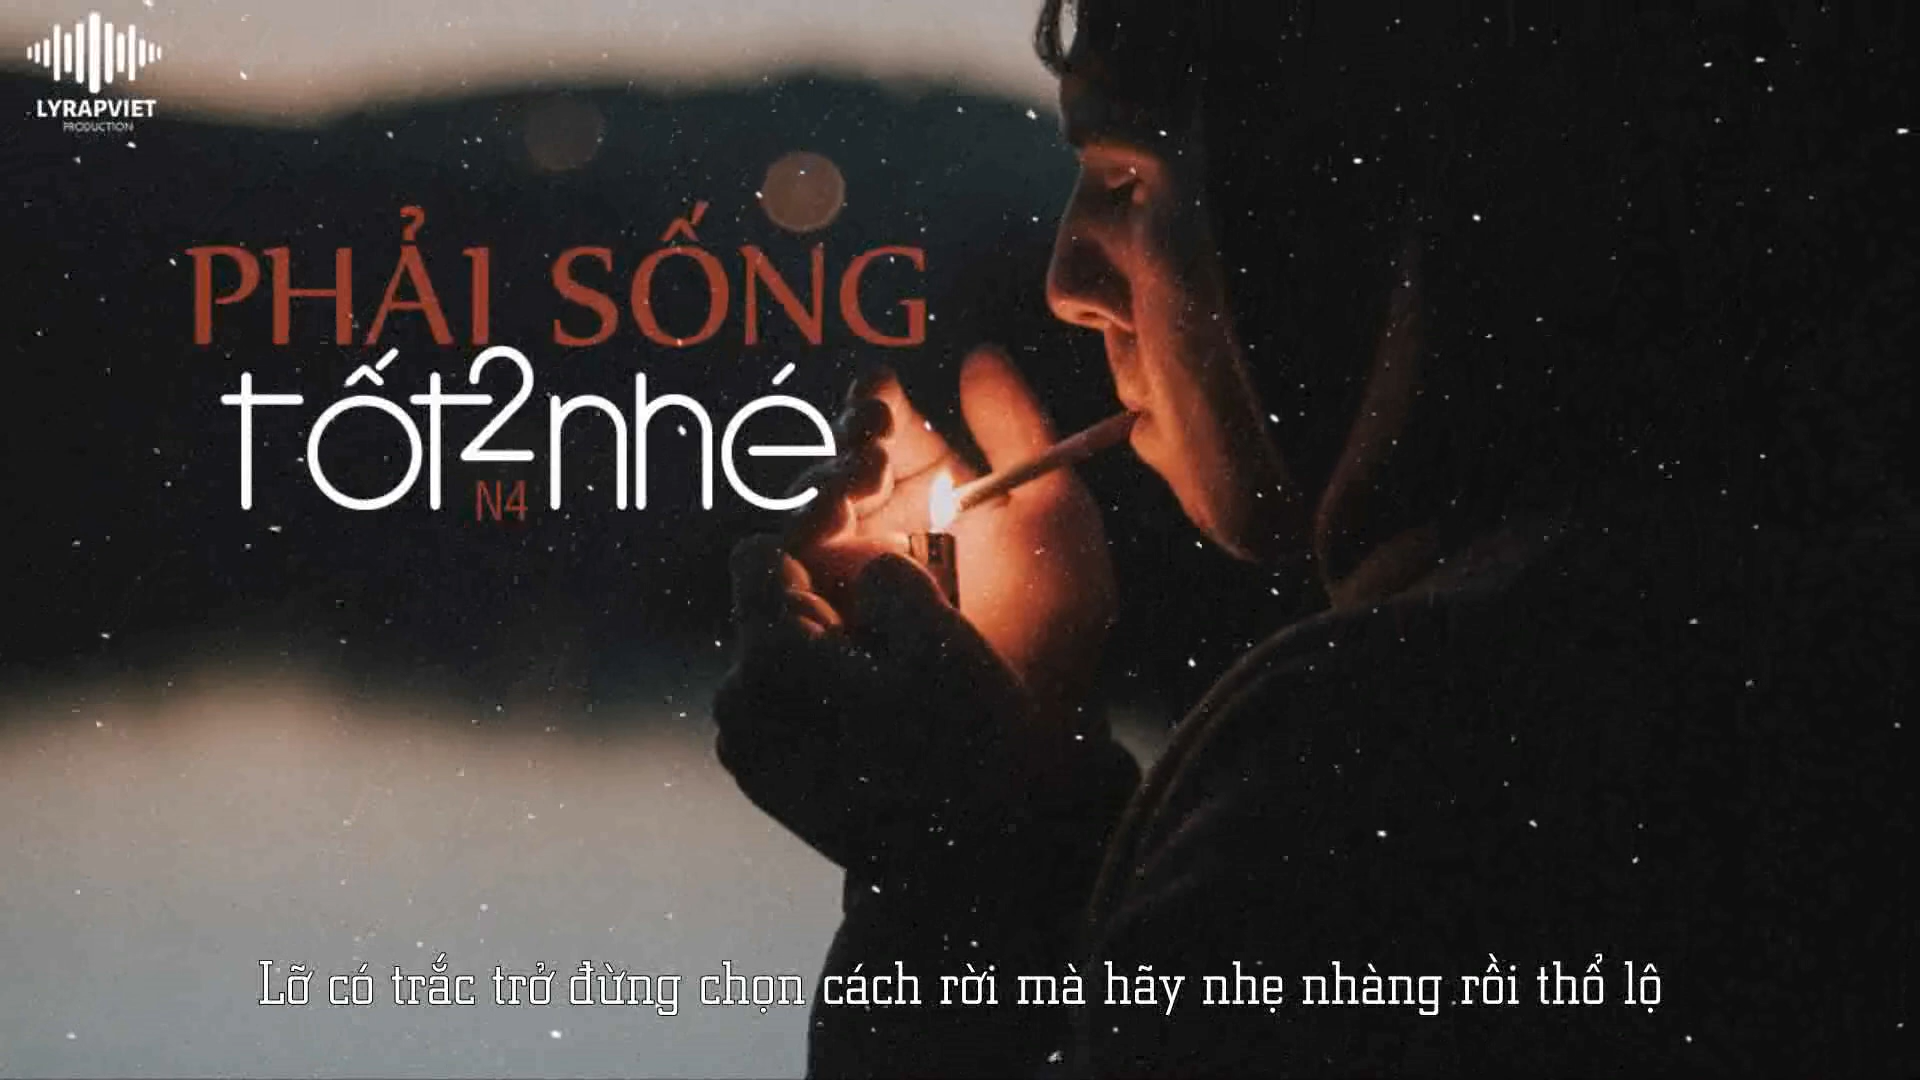 LYRAPVIET
PRODUCTION
PHẢI SỐNG
tốt2nhé
N4
Lỡ có trắc trở đừng chọn cách rời mà hãy nhẹ nhàng rồi thổ lộ